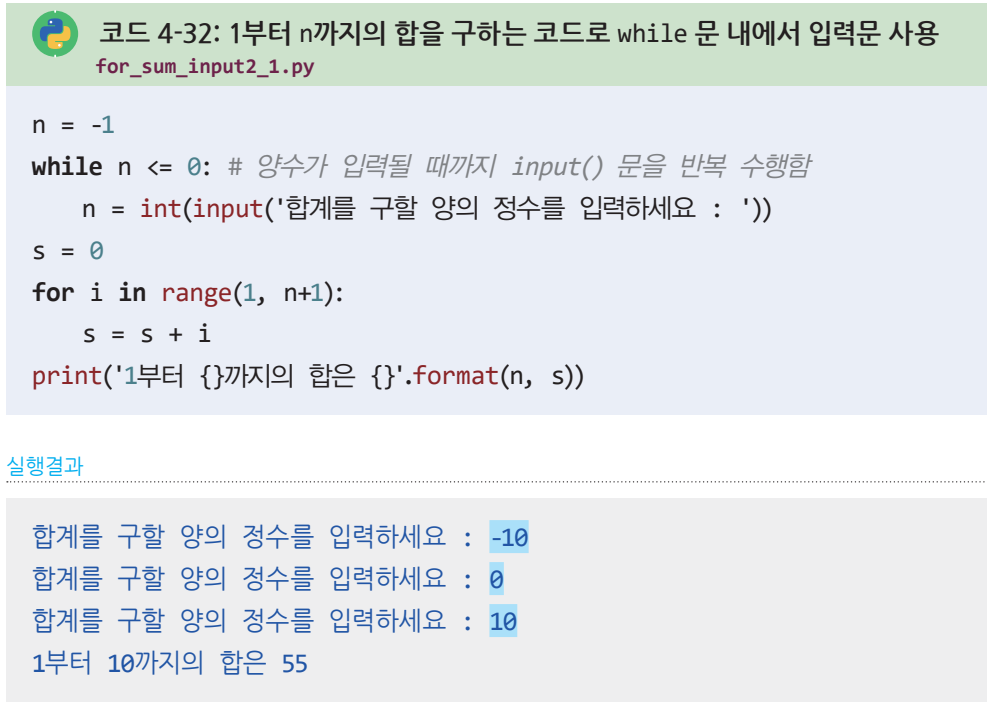 코드 4-32: 1부터 n까지의 합을 구하는 코드로 while 문 내에서 입력문 사용
for_sum_input2_1.py
n = -1
while n <= 0: # 양수가 입력될 때까지 input() 문을 반복 수행함
    n = int(input('합계를 구할 양의 정수를 입력하세요 : '))
s = 0
for i in range(1, n+1):
    s = s + i
print('1부터 {}까지의 합은 {}'.format(n, s))
실행결과
합계를 구할 양의 정수를 입력하세요 : -10
합계를 구할 양의 정수를 입력하세요 : 0
합계를 구할 양의 정수를 입력하세요 : 10
1부터 10까지의 합은 55